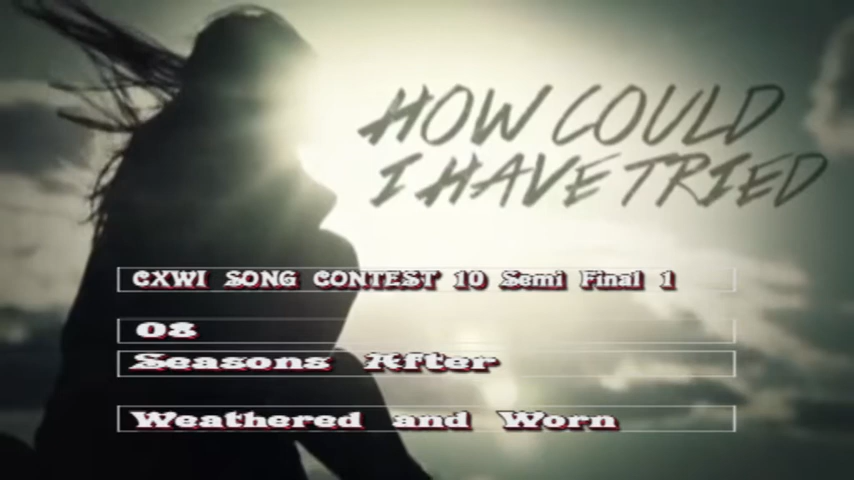 HOW COULD
I HAVE TRIED
CXWI SONG CONTEST 10 Semi Final 1
08
Seasons After
Weathered and Worn